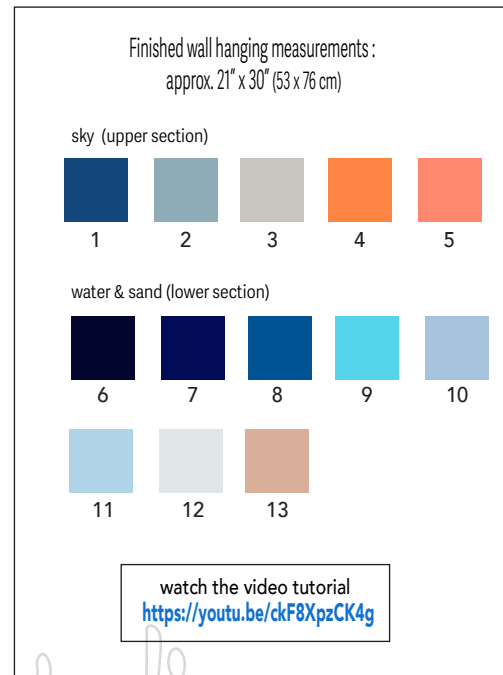 Finished wall hanging measurements :
approx. 21" x 30" (53 x 76 cm)
sky (upper section)
1 2 3 4 5
water & sand (lower section)
6 7 8 9 10
11 12 13
watch the video tutorial
https://youtu.be/ckF8XpzCK4g